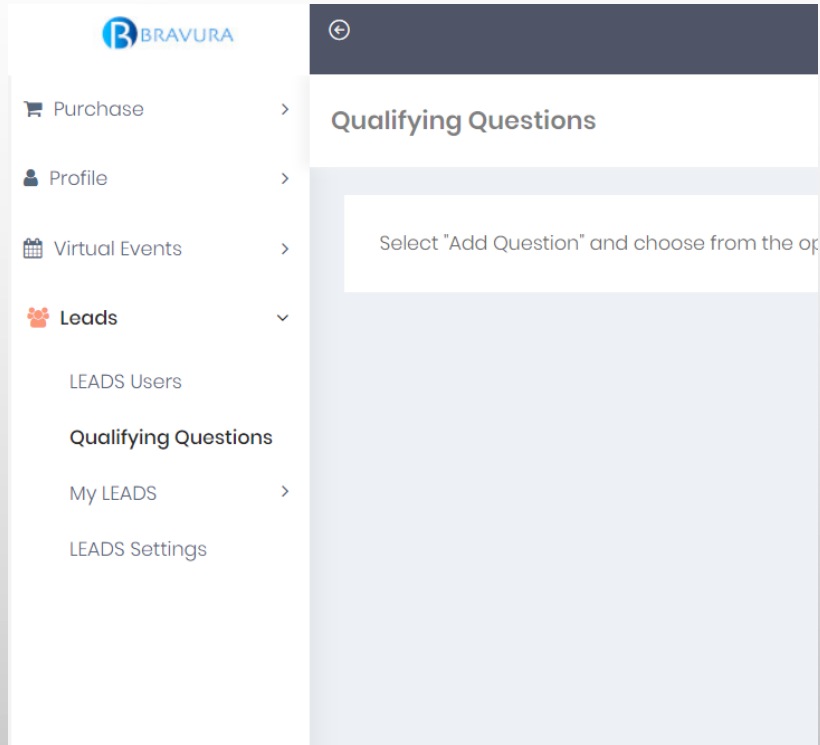 BRAVURA
Purchase
Profile
Virtual Events
Leads
LEADS Users
Qualifying Questions
My LEADS
LEADS Settings
Qualifying Questions
Select "Add Question" and choose from the